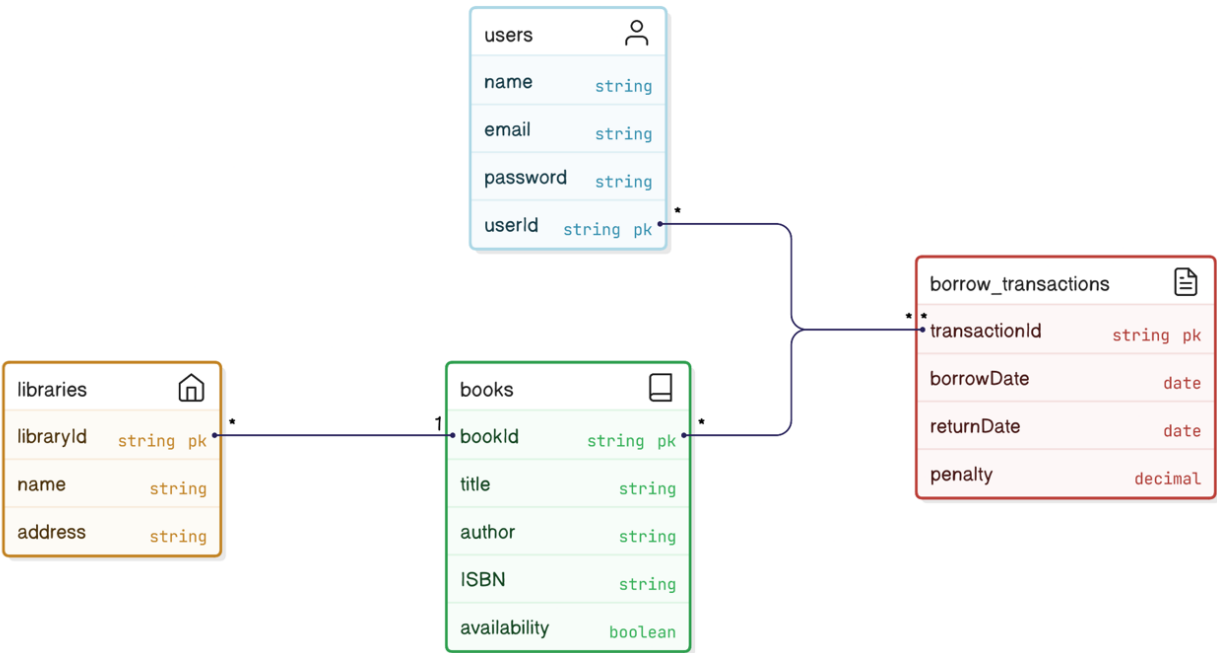 users
name string
email string
password string
userId string pk
*
borrow_transactions
* *
transactionId string pk
borrowDate date
returnDate date
penalty decimal
libraries
libraryId string pk
*
name string
address string
books
1
bookId string pk
*
title string
author string
ISBN string
availability boolean